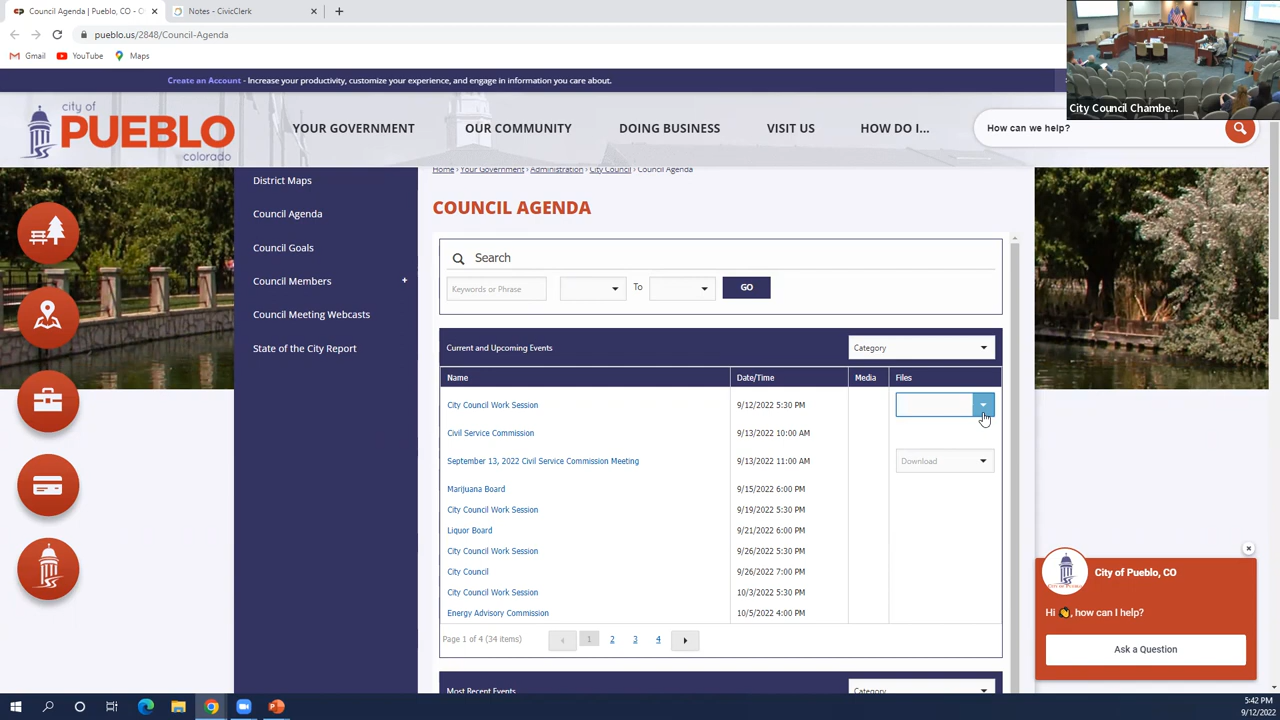 Council Agenda | Pueblo, CO - C
Notes - CivicClerk
pueblo.us/2848/Council-Agenda
Gmail
YouTube
Maps
Create an Account - Increase your productivity, customize your experience, and engage in information you care about.
City Council Chambe...
city of
PUEBLO
colorado
YOUR GOVERNMENT
OUR COMMUNITY
DOING BUSINESS
VISIT US
HOW DO I...
How can we help?
Home › Your Government › Administration › City Council › Council Agenda
District Maps
Council Agenda
Council Goals
Council Members +
Council Meeting Webcasts
State of the City Report
COUNCIL AGENDA
Search
Keywords or Phrase
To
GO
Current and Upcoming Events
Category
Name Date/Time Media Files
City Council Work Session 9/12/2022 5:30 PM
Civil Service Commission 9/13/2022 10:00 AM
September 13, 2022 Civil Service Commission Meeting 9/13/2022 11:00 AM Download
Marijuana Board 9/15/2022 6:00 PM
City Council Work Session 9/19/2022 5:30 PM
Liquor Board 9/21/2022 6:00 PM
City Council Work Session 9/26/2022 5:30 PM
City Council 9/26/2022 7:00 PM
City Council Work Session 10/3/2022 5:30 PM
Energy Advisory Commission 10/5/2022 4:00 PM
Page 1 of 4 (34 items) 1 2 3 4
Most Recent Events
Category
City of Pueblo, CO
Hi 👏, how can I help?
Ask a Question
5:42 PM
9/12/2022